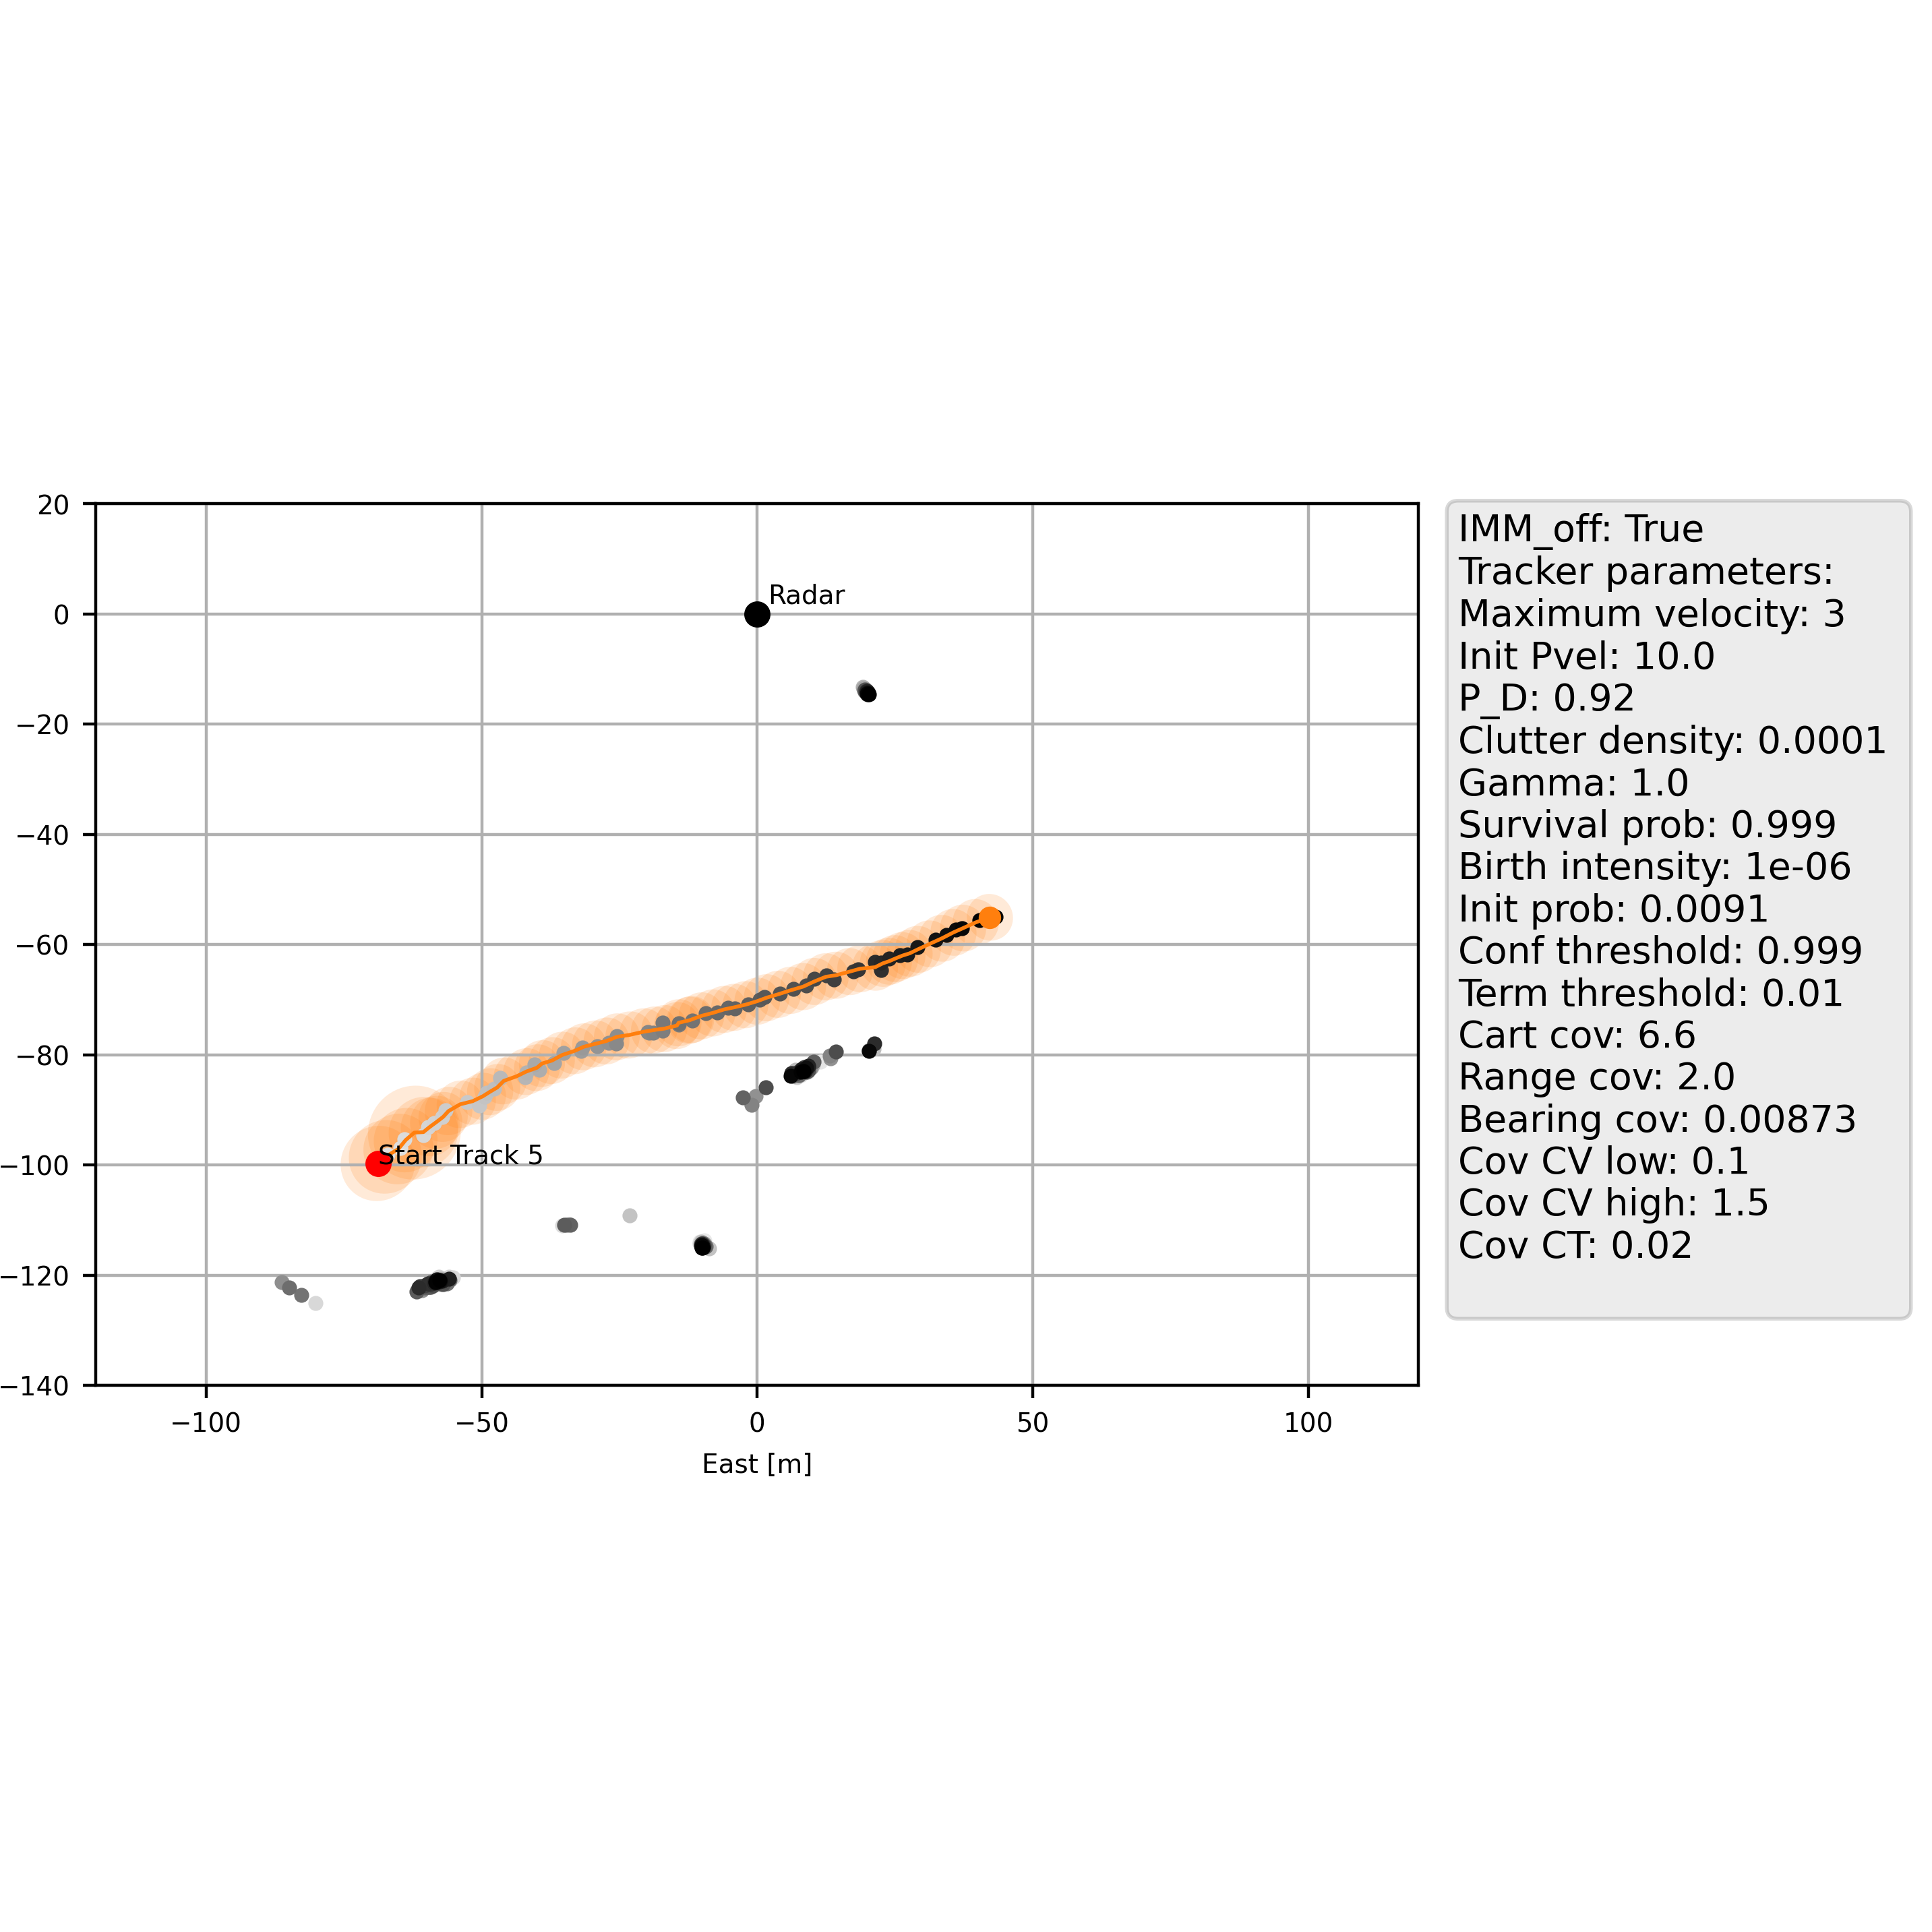 20
0
−20
−40
−60
−80
−100
−120
−140
−100
−50
0
50
100
East [m]
Radar
Start Track 5
IMM_off: True
Tracker parameters:
Maximum velocity: 3
Init Pvel: 10.0
P_D: 0.92
Clutter density: 0.0001
Gamma: 1.0
Survival prob: 0.999
Birth intensity: 1e-06
Init prob: 0.0091
Conf threshold: 0.999
Term threshold: 0.01
Cart cov: 6.6
Range cov: 2.0
Bearing cov: 0.00873
Cov CV low: 0.1
Cov CV high: 1.5
Cov CT: 0.02